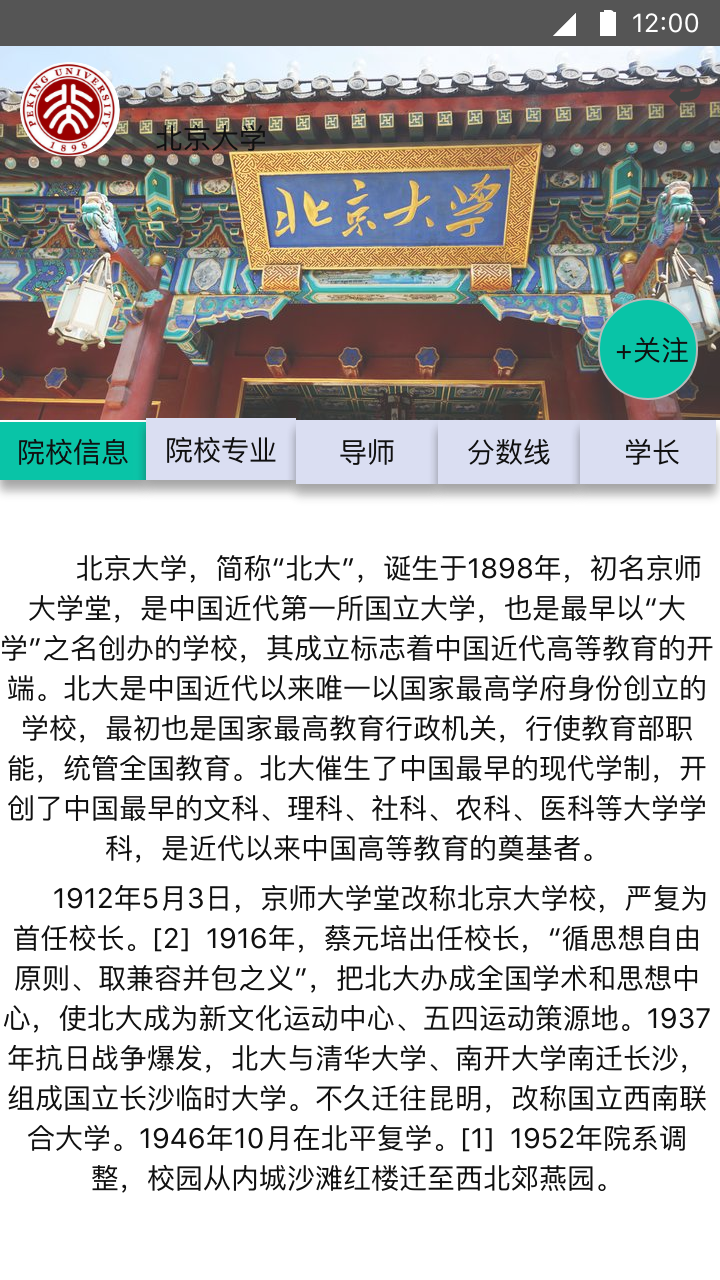 12:00
PEKING UNIVERSITY
1898
北京大学
北京大學
+关注
院校信息 院校专业 导师 分数线 学长
北京大学，简称“北大”，诞生于1898年，初名京师
大学堂，是中国近代第一所国立大学，也是最早以“大
学”之名创办的学校，其成立标志着中国近代高等教育的开
端。北大是中国近代以来唯一以国家最高学府身份创立的
学校，最初也是国家最高教育行政机关，行使教育部职
能，统管全国教育。北大催生了中国最早的现代学制，开
创了中国最早的文科、理科、社科、农科、医科等大学学
科，是近代以来中国高等教育的奠基者。
1912年5月3日，京师大学堂改称北京大学校，严复为
首任校长。[2] 1916年，蔡元培出任校长，“循思想自由
原则、取兼容并包之义”，把北大办成全国学术和思想中
心，使北大成为新文化运动中心、五四运动策源地。1937
年抗日战争爆发，北大与清华大学、南开大学南迁长沙，
组成国立长沙临时大学。不久迁往昆明，改称国立西南联
合大学。1946年10月在北平复学。[1] 1952年院系调
整，校园从内城沙滩红楼迁至西北郊燕园。